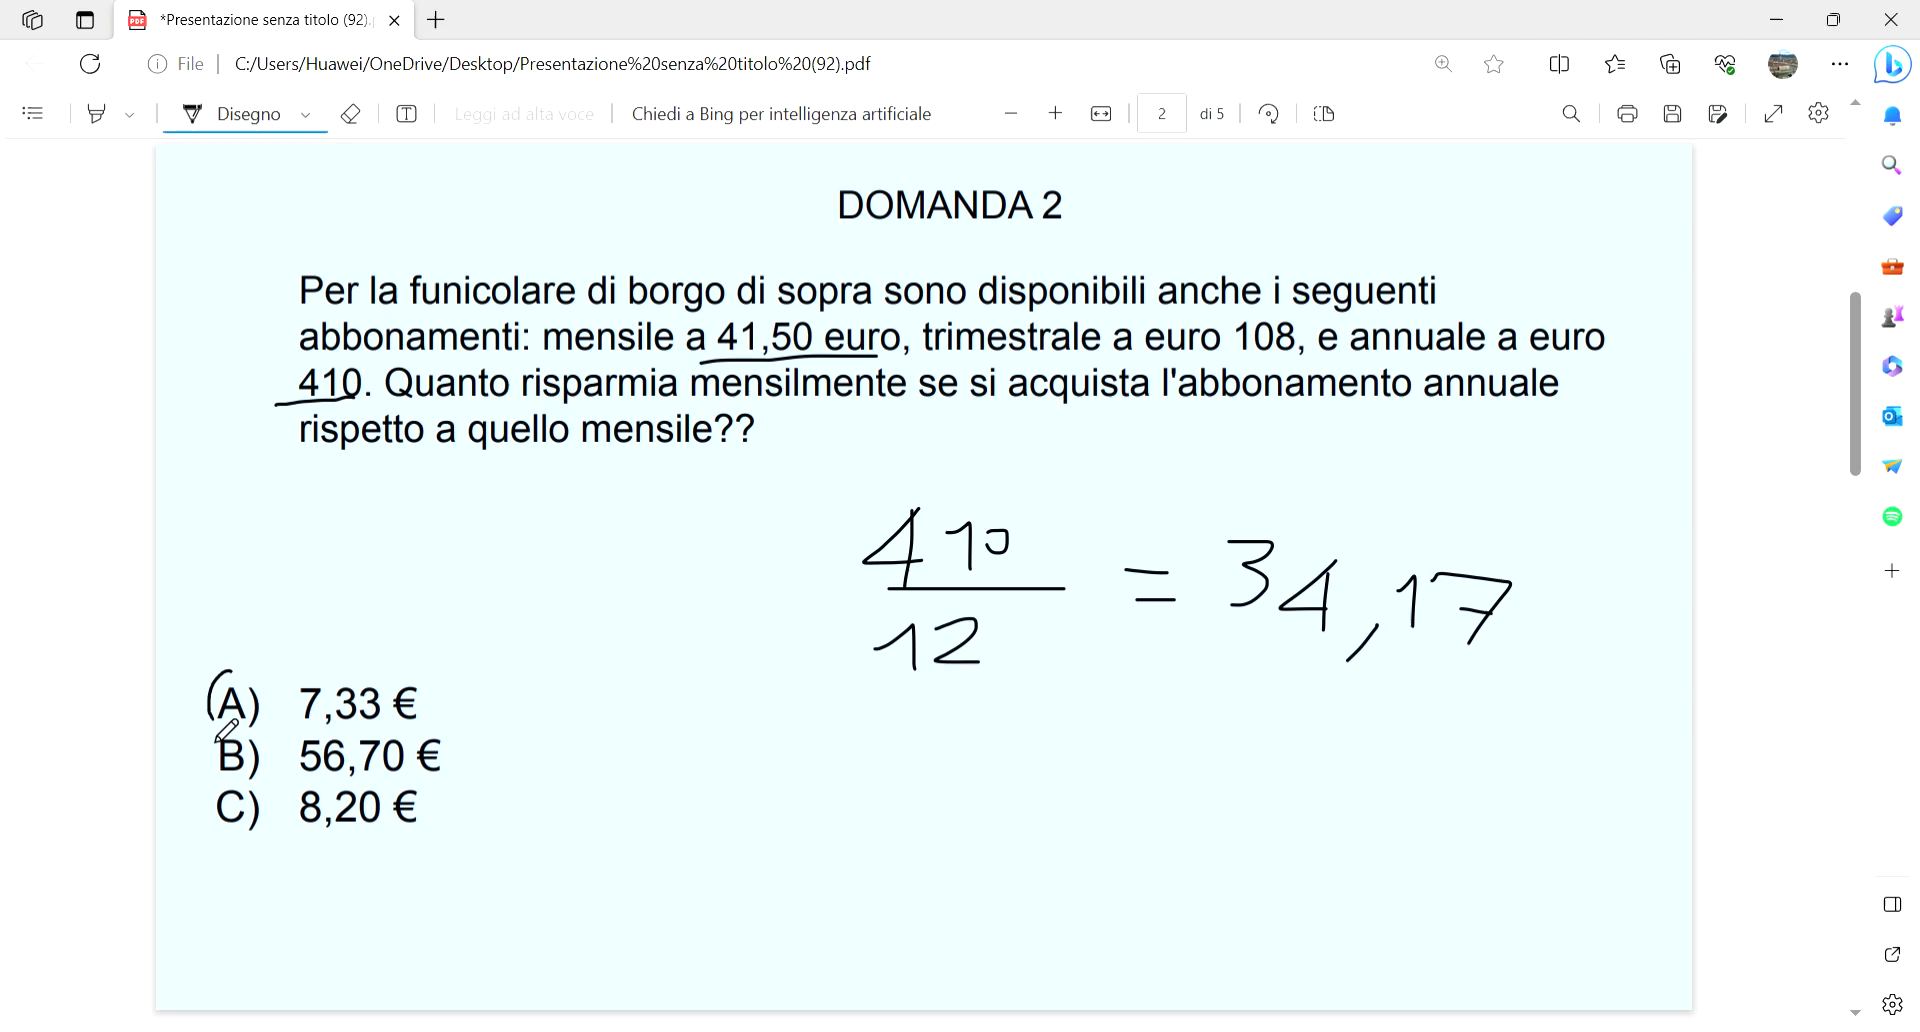 *Presentazione senza titolo (92).
File
C:/Users/Huawei/OneDrive/Desktop/Presentazione%20senza%20titolo%20(92).pdf
Disegno
Leggi ad alta voce
Chiedi a Bing per intelligenza artificiale
2
di 5
DOMANDA 2
Per la funicolare di borgo di sopra sono disponibili anche i seguenti
abbonamenti: mensile a 41,50 euro, trimestrale a euro 108, e annuale a euro
410. Quanto risparmia mensilmente se si acquista l'abbonamento annuale
rispetto a quello mensile??
410
= 34,17
12
A) 7,33 €
B) 56,70 €
C) 8,20 €